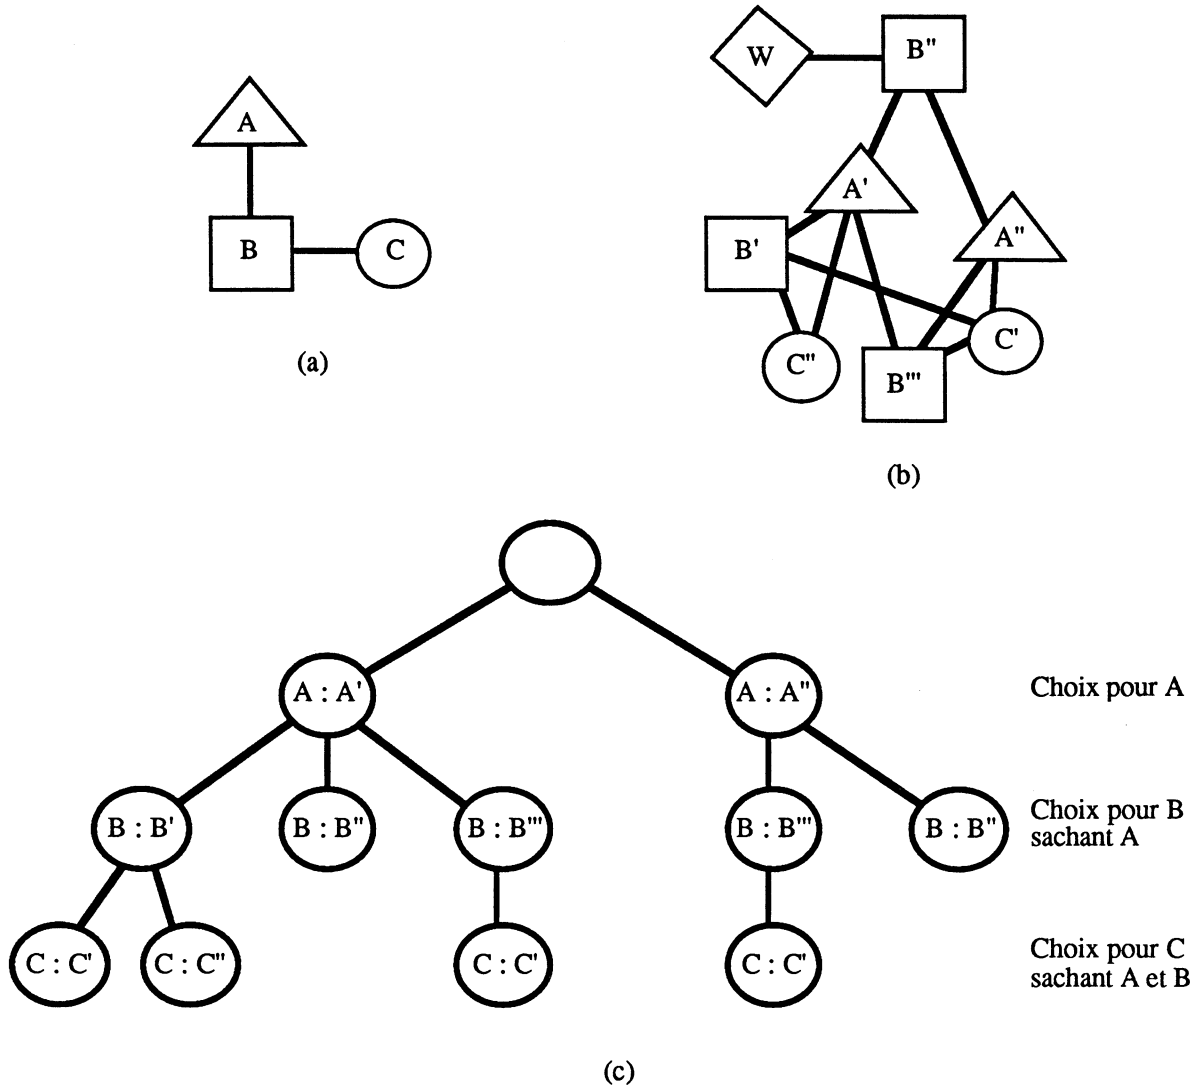 A
B
C
(a)
W
B"
A'
B'
A"
C"
B'"
C'
(b)
A : A'
A : A"
Choix pour A
B : B'
B : B"
B : B'"
B : B'"
B : B"
Choix pour B
sachant A
C : C'
C : C"
C : C'
C : C'
Choix pour C
sachant A et B
(c)